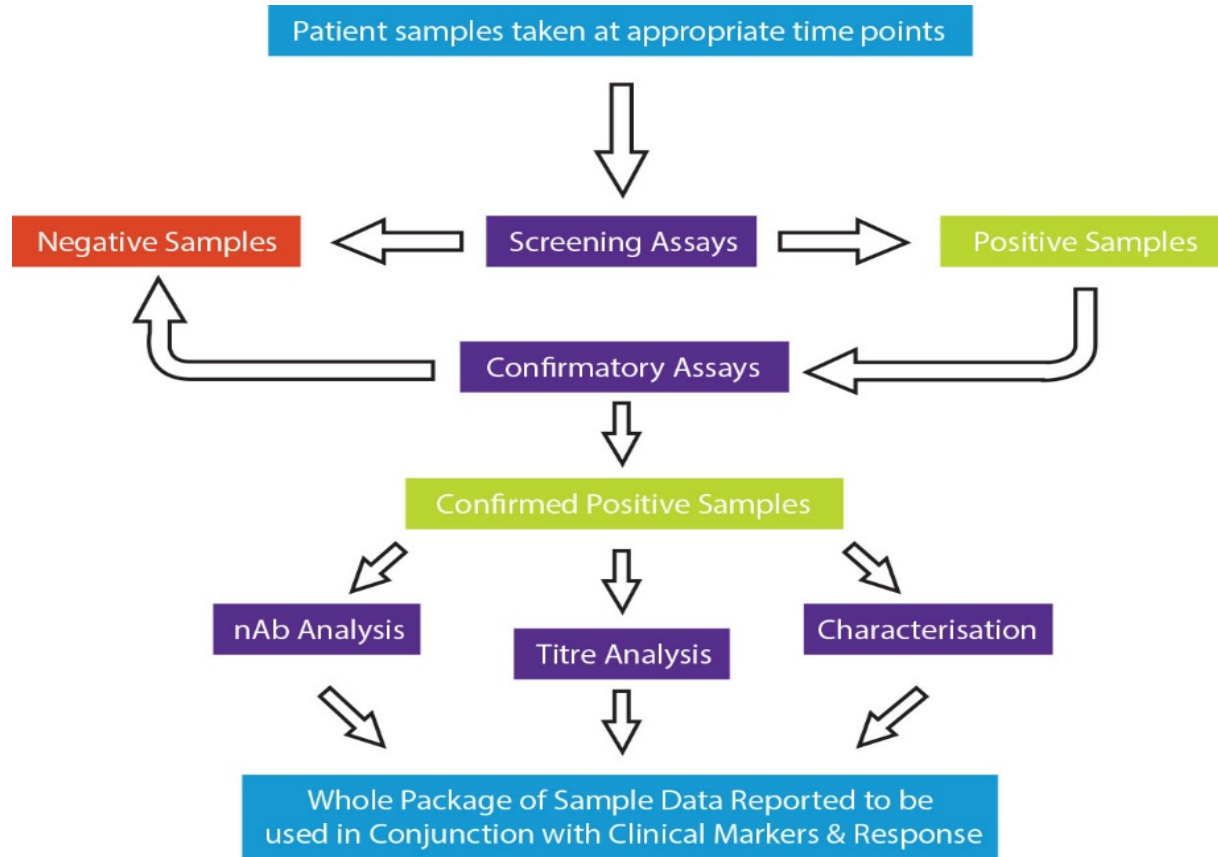 Patient samples taken at appropriate time points
Negative Samples
Screening Assays
Positive Samples
Confirmatory Assays
Confirmed Positive Samples
nAb Analysis
Titre Analysis
Characterisation
Whole Package of Sample Data Reported to be
used in Conjunction with Clinical Markers & Response